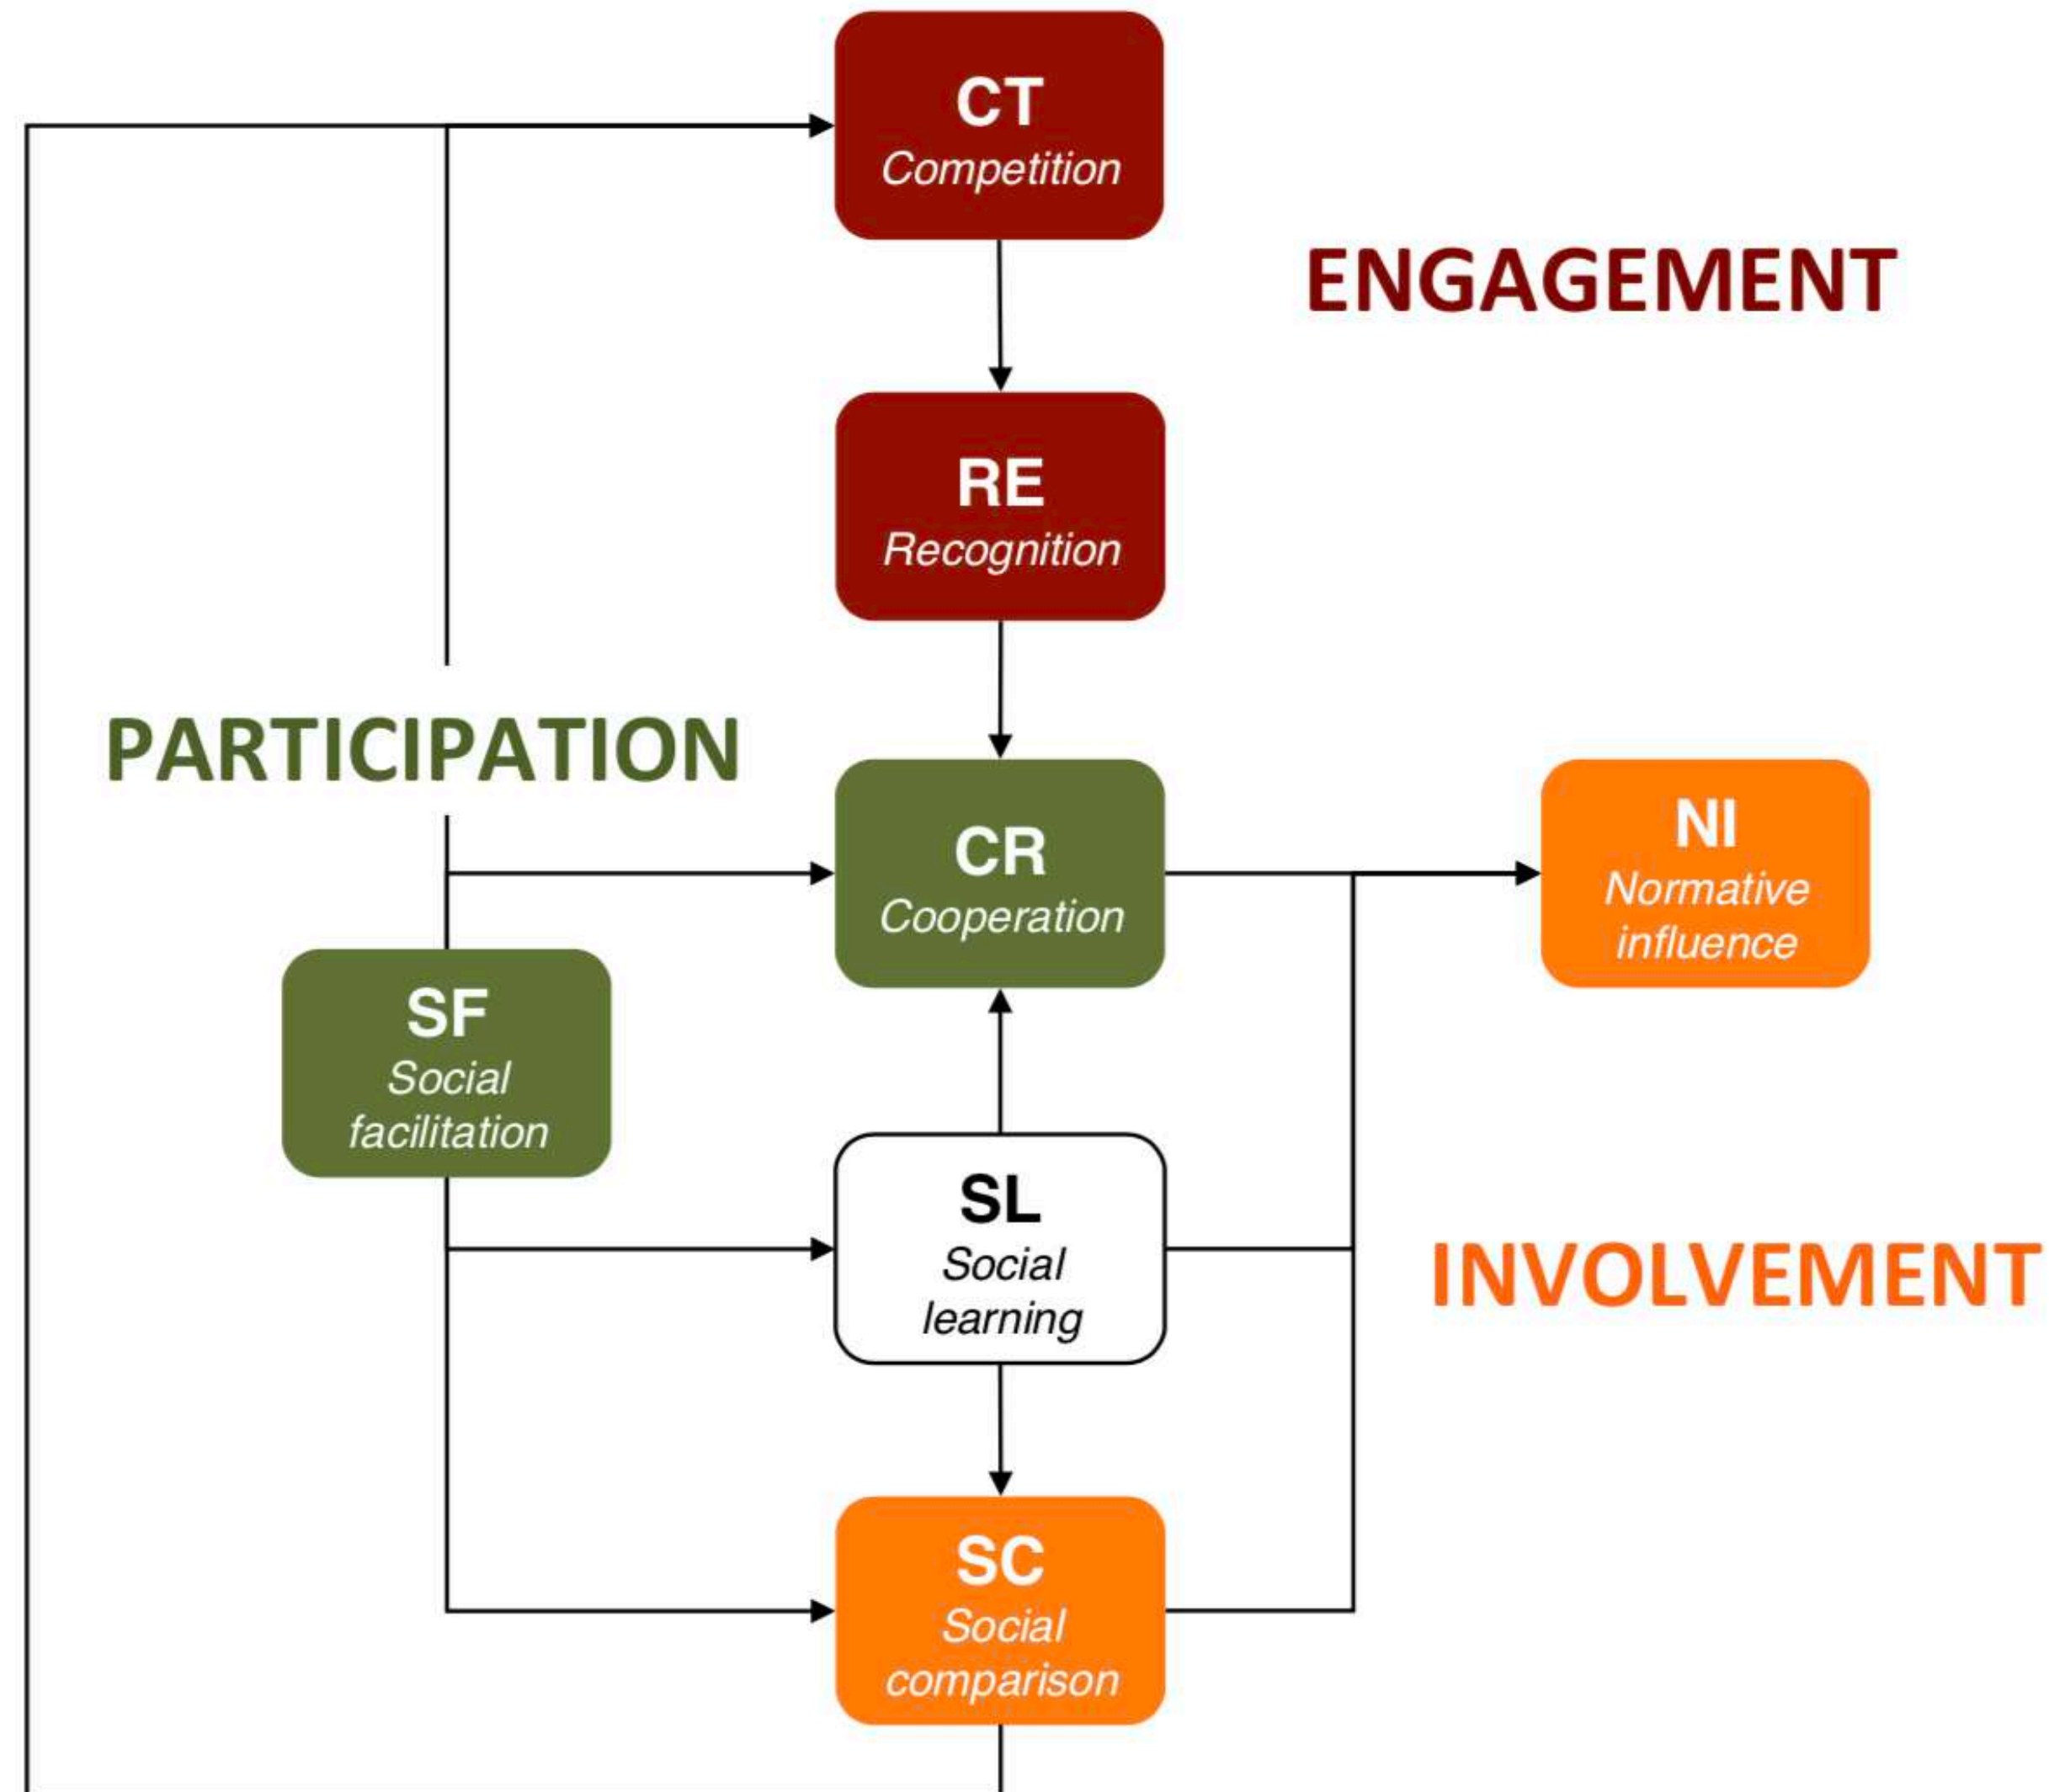 CT
Competition
ENGAGEMENT
RE
Recognition
PARTICIPATION
CR
Cooperation
NI
Normative
influence
SF
Social
facilitation
SL
Social
learning
INVOLVEMENT
SC
Social
comparison